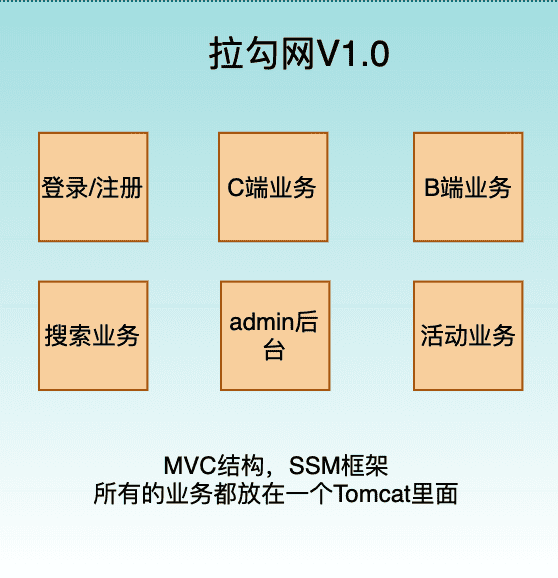 拉勾网V1.0
登录/注册
C端业务
B端业务
搜索业务
admin后
台
活动业务
MVC结构，SSM框架
所有的业务都放在一个Tomcat里面